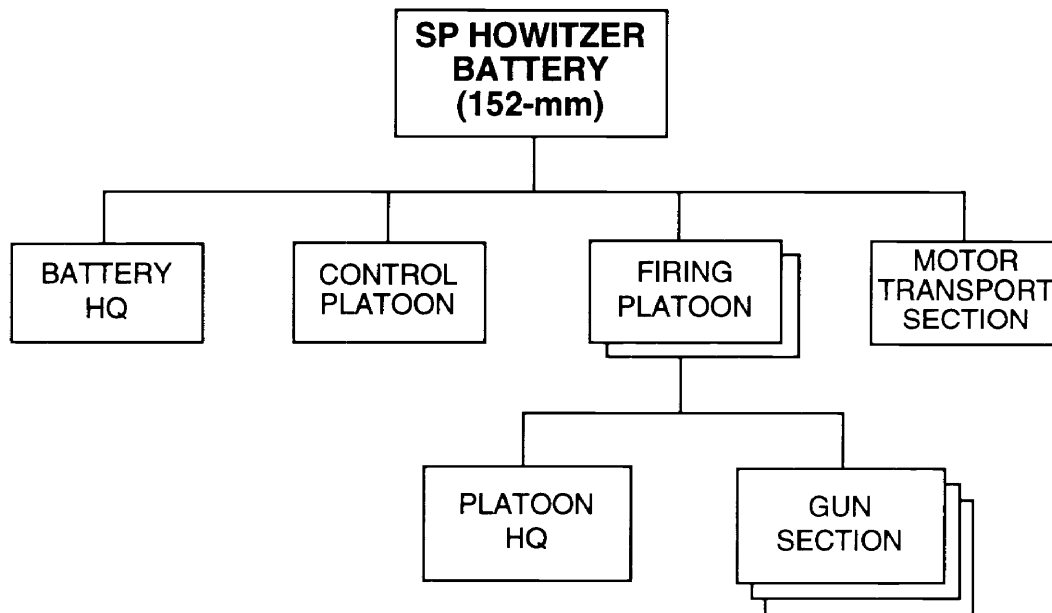 SP HOWITZER
BATTERY
(152-mm)
BATTERY
HQ
CONTROL
PLATOON
FIRING
PLATOON
MOTOR
TRANSPORT
SECTION
PLATOON
HQ
GUN
SECTION